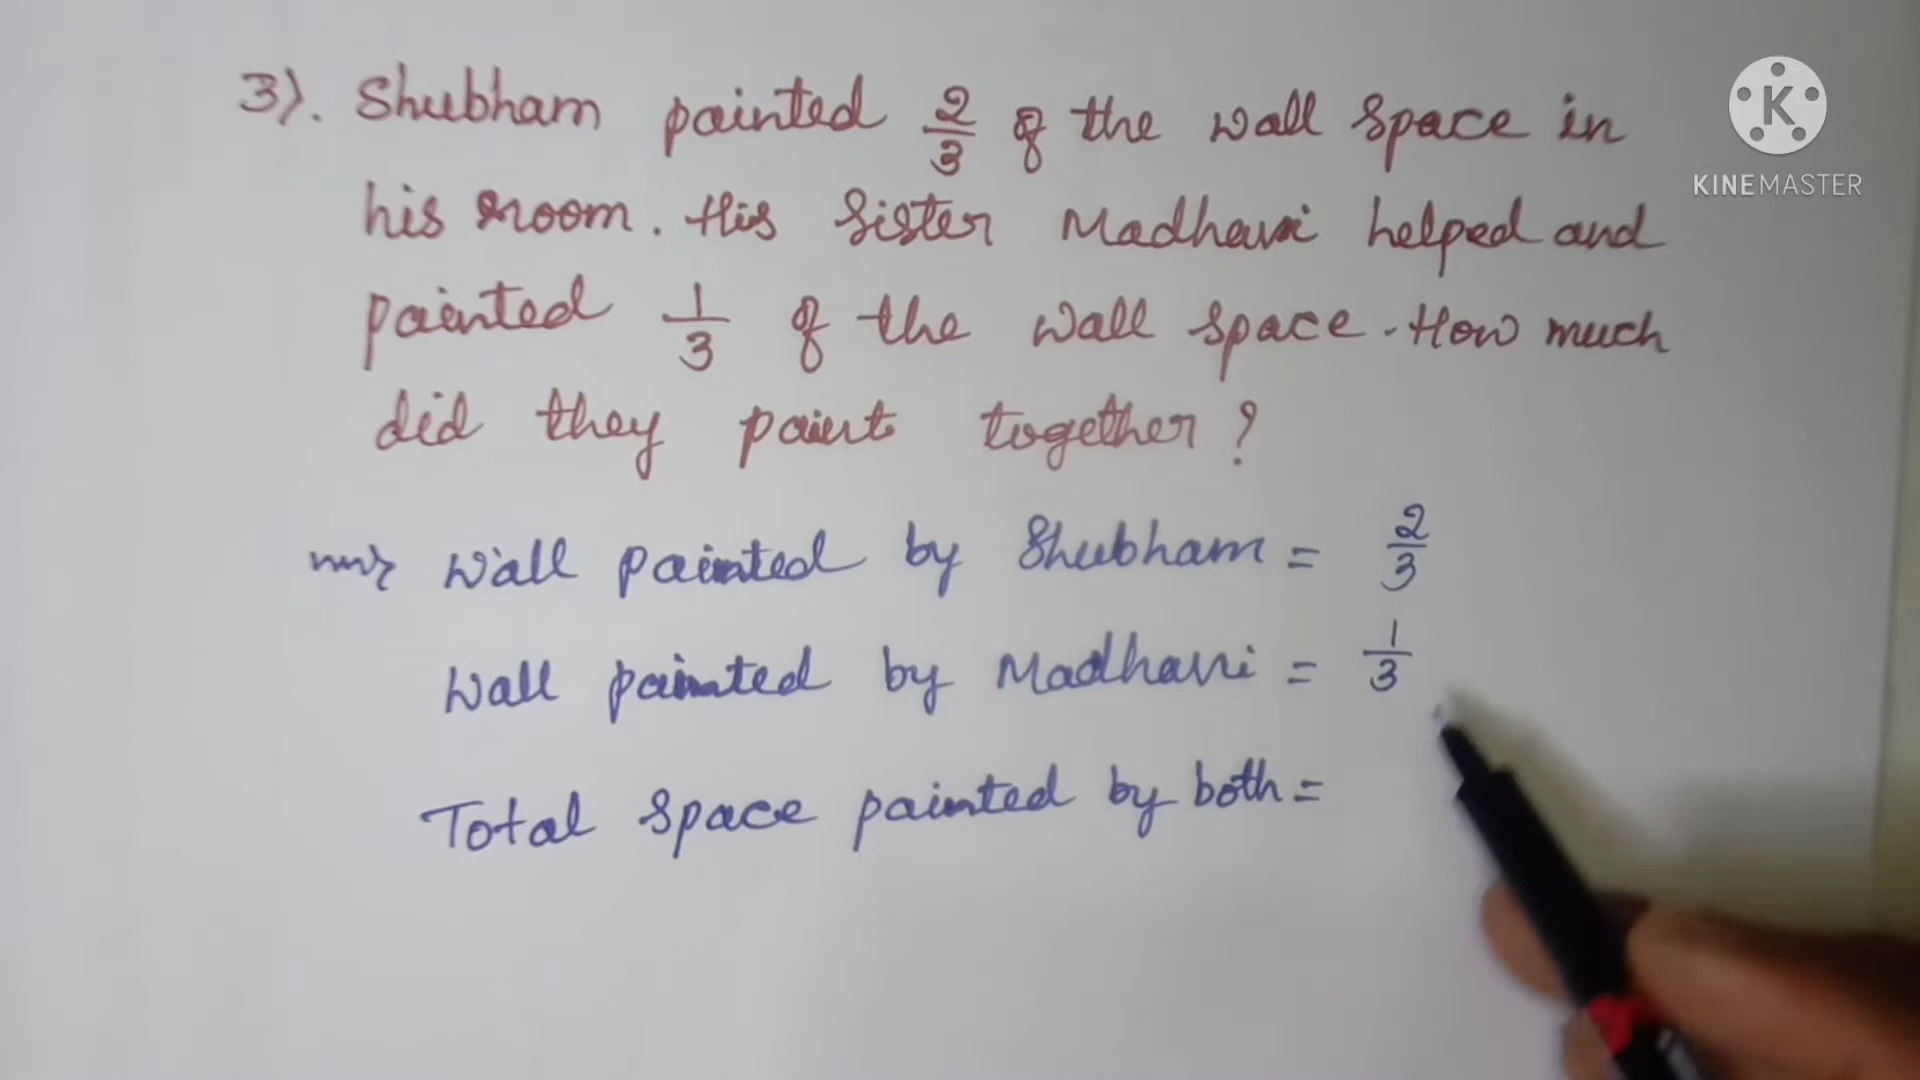 3). Shubham painted 2/3 of the wall space in
his room. His sister Madhavi helped and
painted 1/3 of the wall space. How much
did they paint together?
Wall painted by Shubham = 2/3
Wall painted by Madhavi = 1/3
Total space painted by both =
K
KINEMASTER